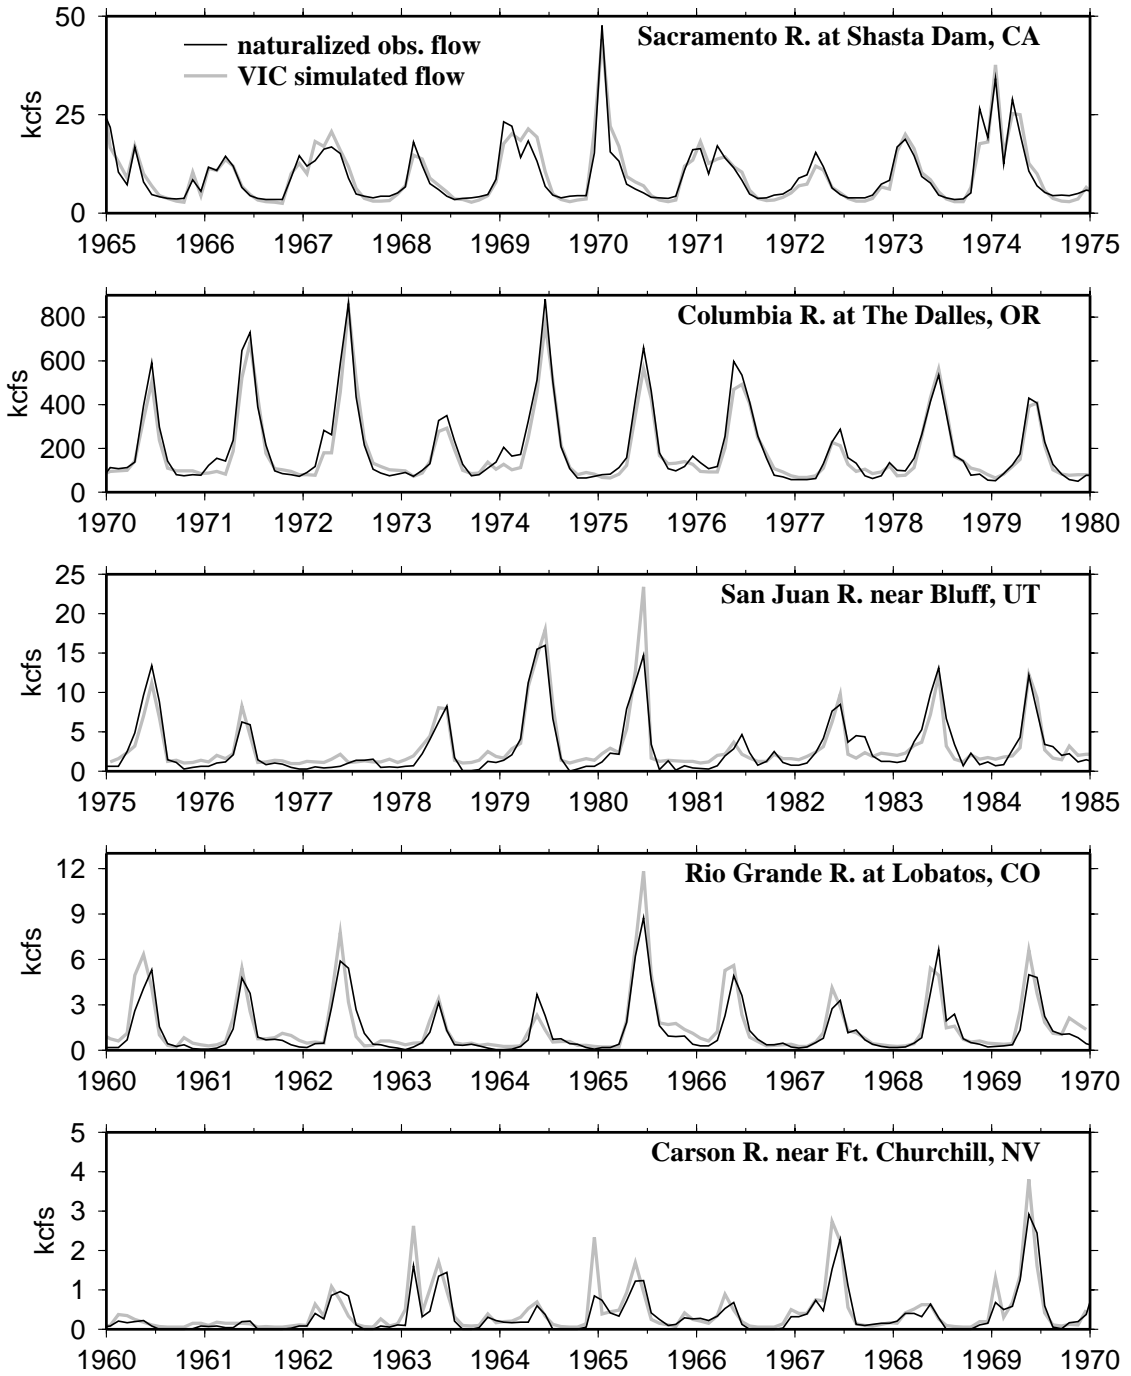 50
25
0
kcfs
naturalized obs. flow
VIC simulated flow
Sacramento R. at Shasta Dam, CA
1965 1966 1967 1968 1969 1970 1971 1972 1973 1974 1975
800
600
400
200
0
kcfs
Columbia R. at The Dalles, OR
1970 1971 1972 1973 1974 1975 1976 1977 1978 1979 1980
25
20
15
10
5
0
kcfs
San Juan R. near Bluff, UT
1975 1976 1977 1978 1979 1980 1981 1982 1983 1984 1985
12
9
6
3
0
kcfs
Rio Grande R. at Lobatos, CO
1960 1961 1962 1963 1964 1965 1966 1967 1968 1969 1970
5
4
3
2
1
0
kcfs
Carson R. near Ft. Churchill, NV
1960 1961 1962 1963 1964 1965 1966 1967 1968 1969 1970